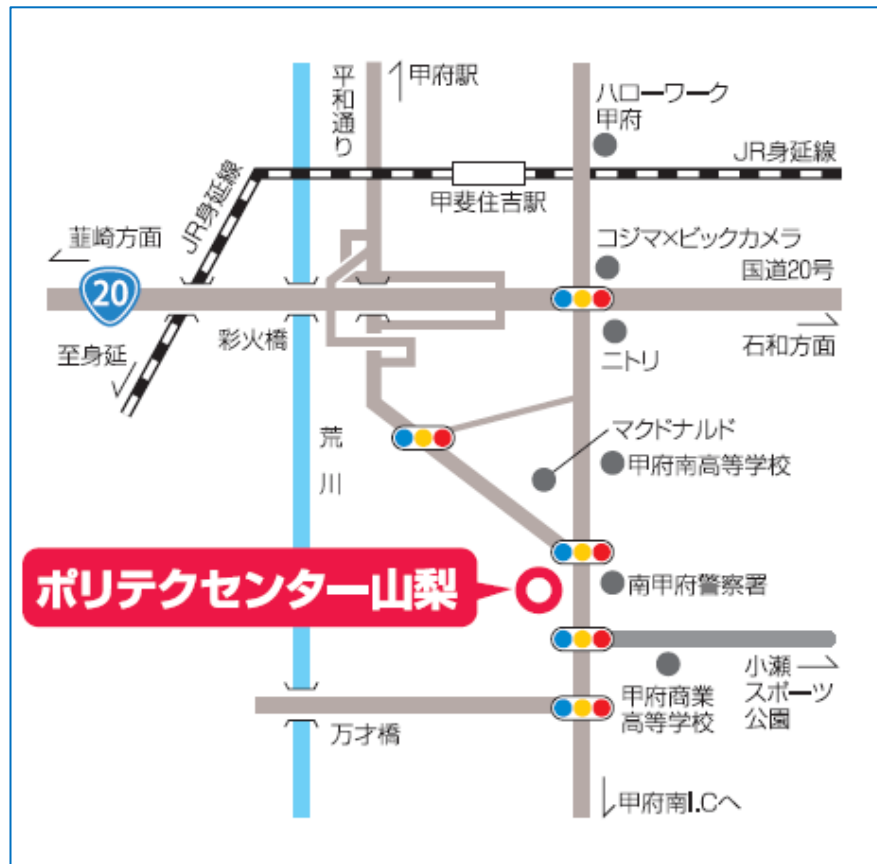 平和通り
甲府駅
ハローワーク
甲府
JR身延線
甲斐住吉駅
JR身延線
韮崎方面
コジマ×ビックカメラ
国道20号
20
彩火橋
石和方面
ニトリ
至身延
マクドナルド
荒川
甲府南高等学校
ポリテクセンター山梨
南甲府警察署
小瀬
スポーツ
公園
甲府商業
高等学校
万才橋
甲府南I.Cへ